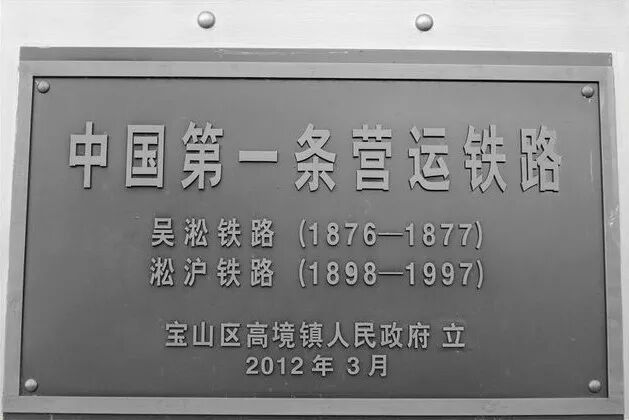 中国第一条营运铁路
吴淞铁路 (1876—1877)
淞沪铁路 (1898—1997)
宝山区高境镇人民政府 立
2012 年 3 月